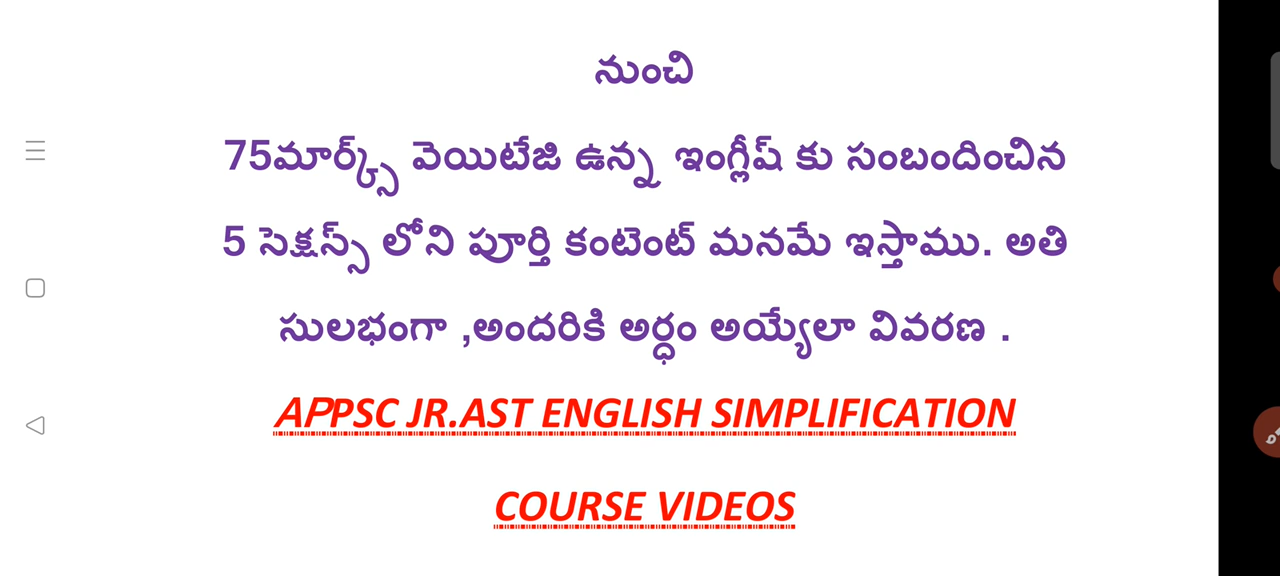 నుంచి
75మార్క్స్ వెయిటేజి ఉన్న ఇంగ్లీష్ కు సంబందించిన
5 సెక్షన్స్ లోని పూర్తి కంటెంట్ మనమే ఇస్తాము. అతి
సులభంగా ,అందరికి అర్ధం అయ్యేలా వివరణ .
APPSC JR.AST ENGLISH SIMPLIFICATION
COURSE VIDEOS